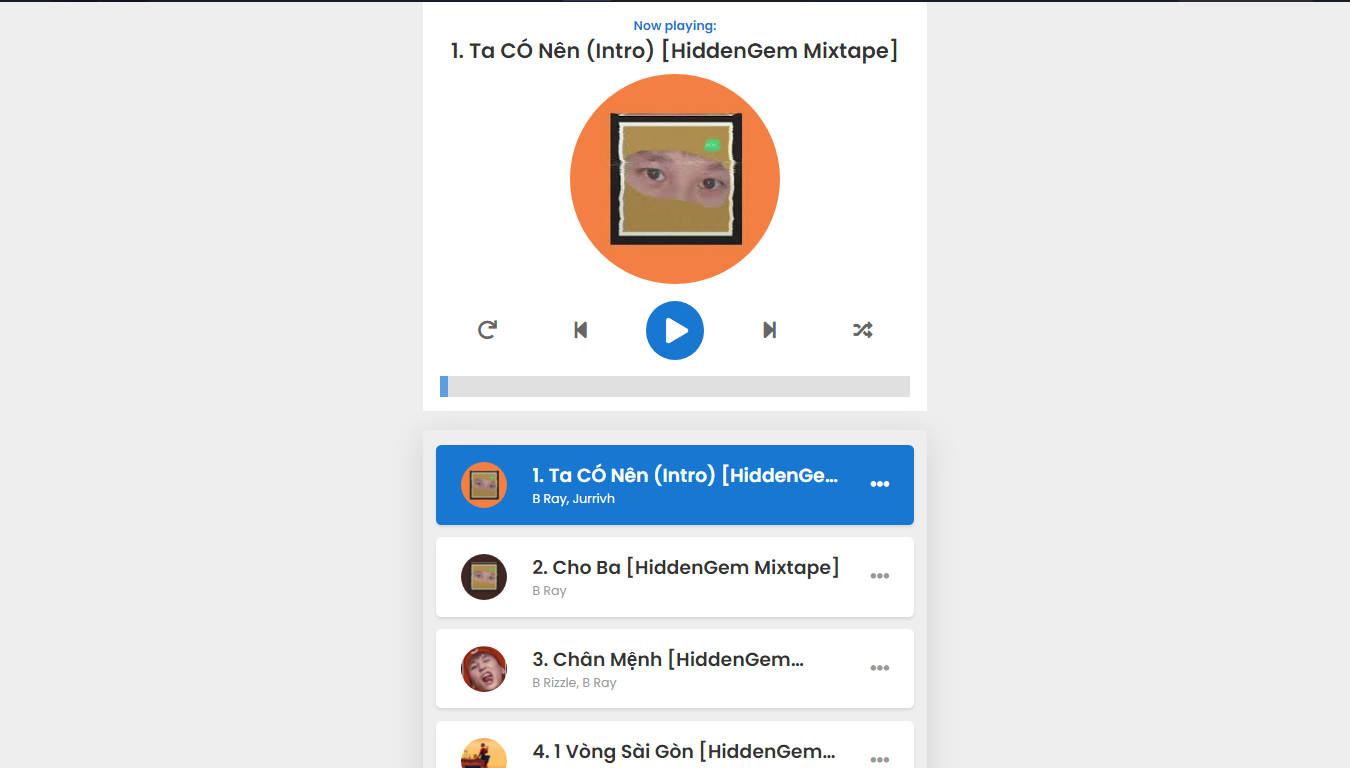 Now playing:
1. Ta CÓ Nên (Intro) [HiddenGem Mixtape]
1. Ta CÓ Nên (Intro) [HiddenGe...
B Ray, Jurrivh
2. Cho Ba [HiddenGem Mixtape]
B Ray
3. Chân Mệnh [HiddenGem...
B Rizzle, B Ray
4. 1 Vòng Sài Gòn [HiddenGem...